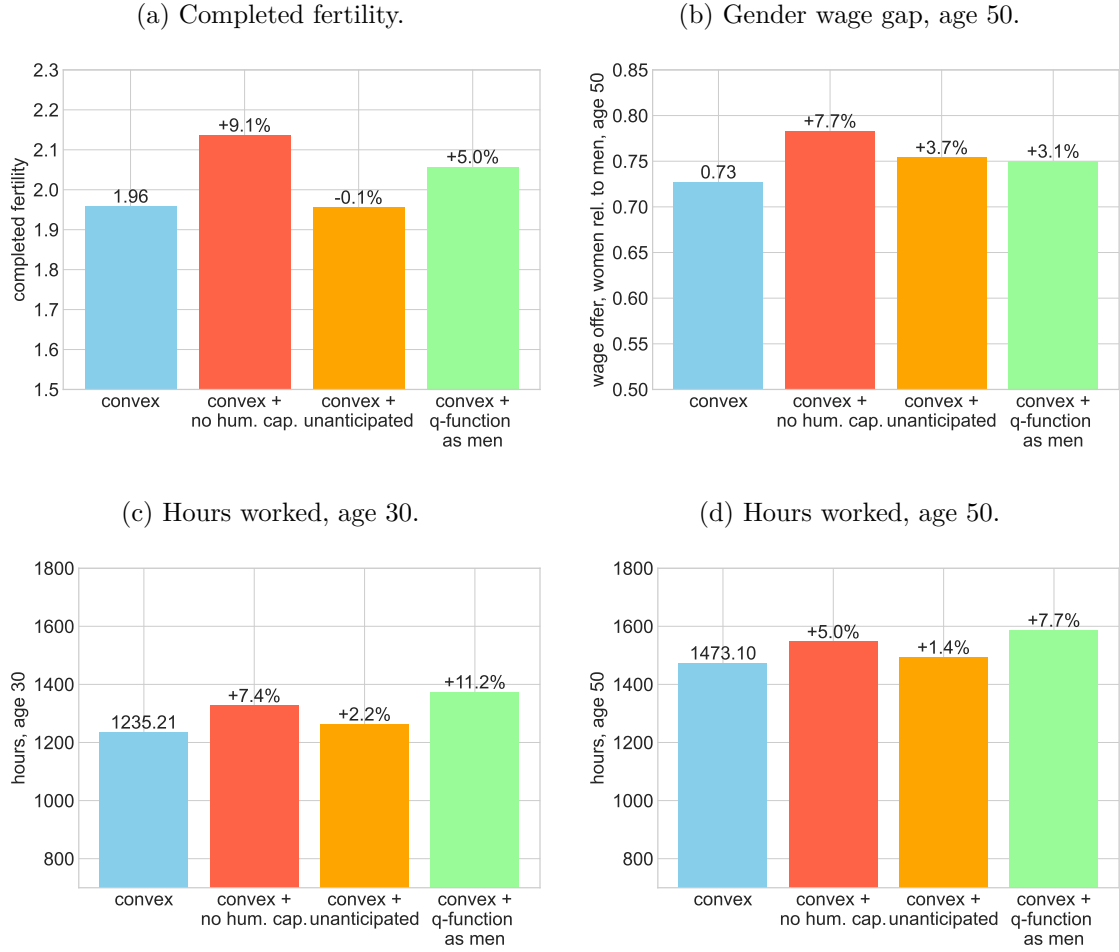 (a) Completed fertility.
completed fertility
2.3
2.2
2.1
2.0
1.9
1.8
1.7
1.6
1.5
1.96
+9.1%
-0.1%
+5.0%
convex
convex +
no hum. cap.
convex +
unanticipated
convex +
q-function
as men
(b) Gender wage gap, age 50.
wage offer, women rel. to men, age 50
0.85
0.80
0.75
0.70
0.65
0.60
0.55
0.50
0.73
+7.7%
+3.7%
+3.1%
convex
convex +
no hum. cap.
convex +
unanticipated
convex +
q-function
as men
(c) Hours worked, age 30.
hours, age 30
1800
1600
1400
1200
1000
800
1235.21
+7.4%
+2.2%
+11.2%
convex
convex +
no hum. cap.
convex +
unanticipated
convex +
q-function
as men
(d) Hours worked, age 50.
hours, age 50
1800
1600
1400
1200
1000
800
1473.10
+5.0%
+1.4%
+7.7%
convex
convex +
no hum. cap.
convex +
unanticipated
convex +
q-function
as men